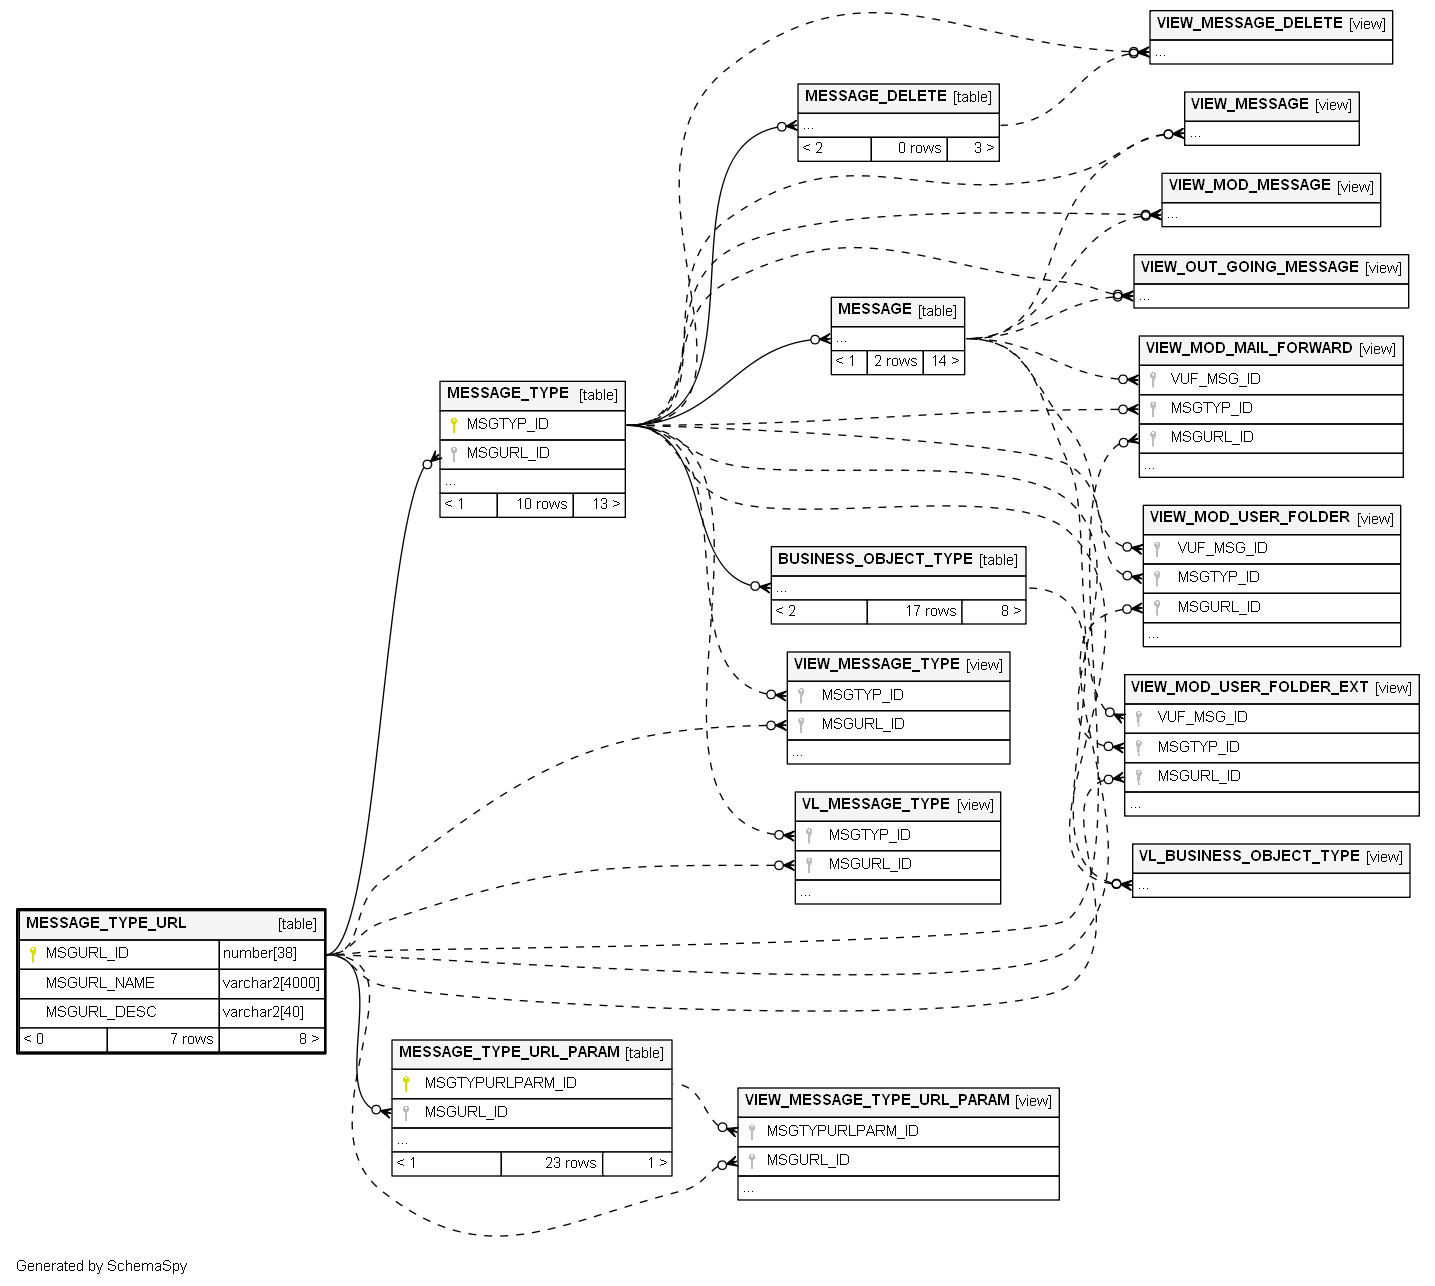 VIEW_MESSAGE_DELETE [view]
...
MESSAGE_DELETE [table]
...
< 2 0 rows 3 >
VIEW_MESSAGE [view]
...
VIEW_MOD_MESSAGE [view]
...
VIEW_OUT_GOING_MESSAGE [view]
...
MESSAGE [table]
...
< 1 2 rows 14 >
VIEW_MOD_MAIL_FORWARD [view]
VUF_MSG_ID
MSGTYP_ID
MSGURL_ID
...
MESSAGE_TYPE [table]
MSGTYP_ID
MSGURL_ID
...
< 1 10 rows 13 >
VIEW_MOD_USER_FOLDER [view]
VUF_MSG_ID
MSGTYP_ID
MSGURL_ID
...
BUSINESS_OBJECT_TYPE [table]
...
< 2 17 rows 8 >
VIEW_MESSAGE_TYPE [view]
MSGTYP_ID
MSGURL_ID
...
VIEW_MOD_USER_FOLDER_EXT [view]
VUF_MSG_ID
MSGTYP_ID
MSGURL_ID
...
VL_MESSAGE_TYPE [view]
MSGTYP_ID
MSGURL_ID
...
VL_BUSINESS_OBJECT_TYPE [view]
...
MESSAGE_TYPE_URL [table]
MSGURL_ID number[38]
MSGURL_NAME varchar2[4000]
MSGURL_DESC varchar2[40]
< 0 7 rows 8 >
MESSAGE_TYPE_URL_PARAM [table]
MSGTYPURLPARM_ID
MSGURL_ID
...
< 1 23 rows 1 >
VIEW_MESSAGE_TYPE_URL_PARAM [view]
MSGTYPURLPARM_ID
MSGURL_ID
...
Generated by SchemaSpy